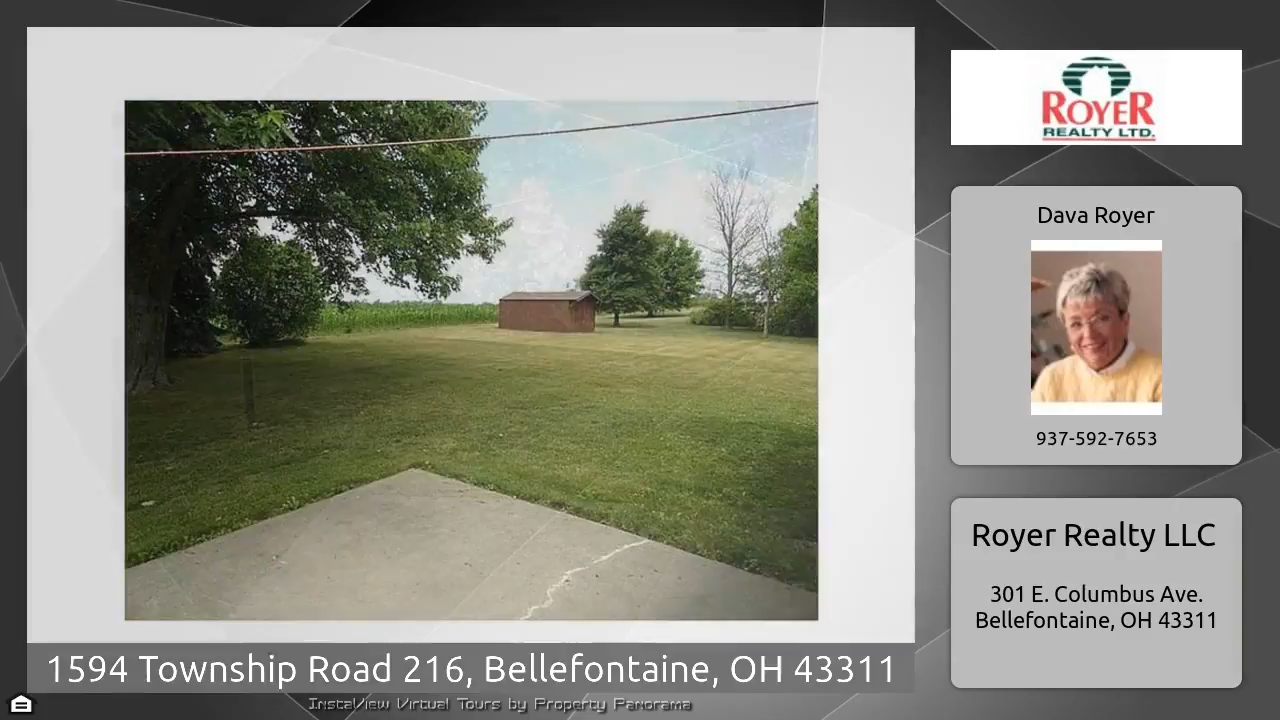 ROYER
REALTY LTD.
Dava Royer
937-592-7653
Royer Realty LLC
301 E. Columbus Ave.
Bellefontaine, OH 43311
1594 Township Road 216, Bellefontaine, OH 43311
InstaView Virtual Tours by Property Panorama